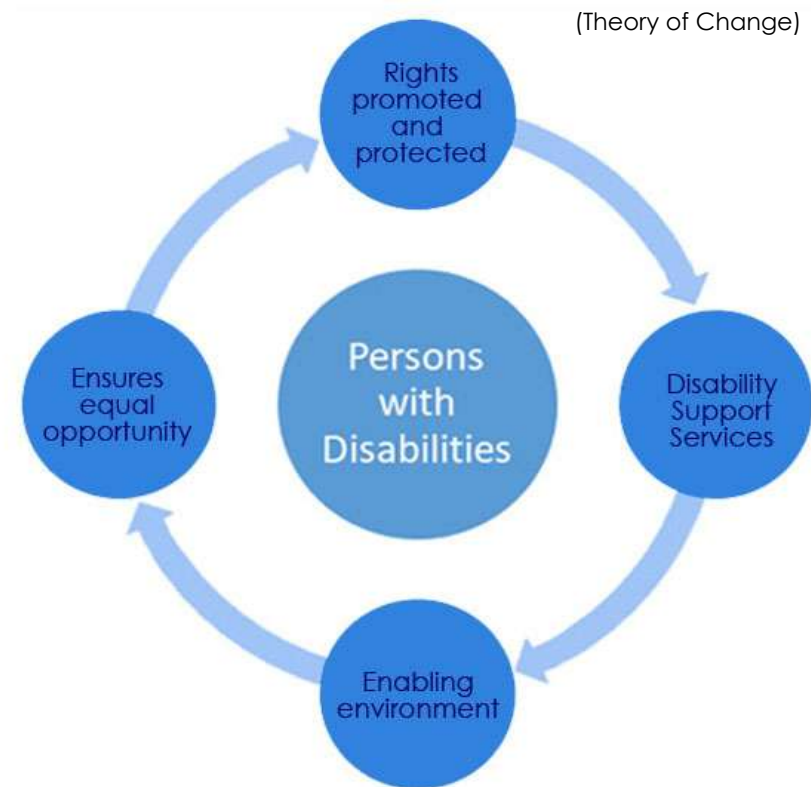 (Theory of Change)
Rights
promoted
and
protected
Ensures
equal
opportunity
Persons
with
Disabilities
Disability
Support
Services
Enabling
environment